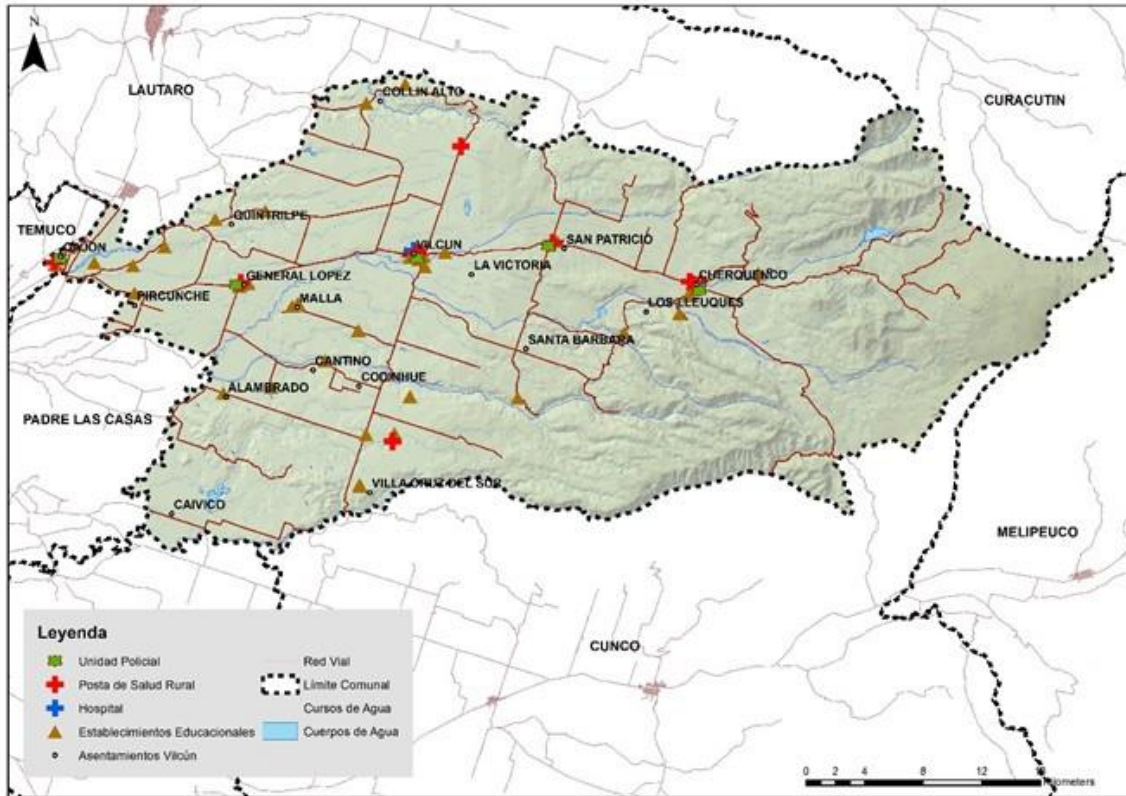 N
LAUTARO
COLLIN ALTO
CURACUTIN
TEMUCO
QUINTRILPE
CAJON
VILCUN
SAN PATRICIO
LA VICTORIA
GENERAL LOPEZ
CHERQUENCO
PIRCUNCHE
MALLA
LOS LLEUQUES
SANTA BARBARA
CANTINO
CODINHUE
ALAMBRADO
PADRE LAS CASAS
VILLA CRUZ DEL SUR
CAIVICO
MELIPEUCO
CUNCO
Leyenda
Unidad Policial
Posta de Salud Rural
Hospital
Establecimientos Educacionales
Asentamientos Vilcún
Red Vial
Límite Comunal
Cursos de Agua
Cuerpos de Agua
0 2 4 8 12